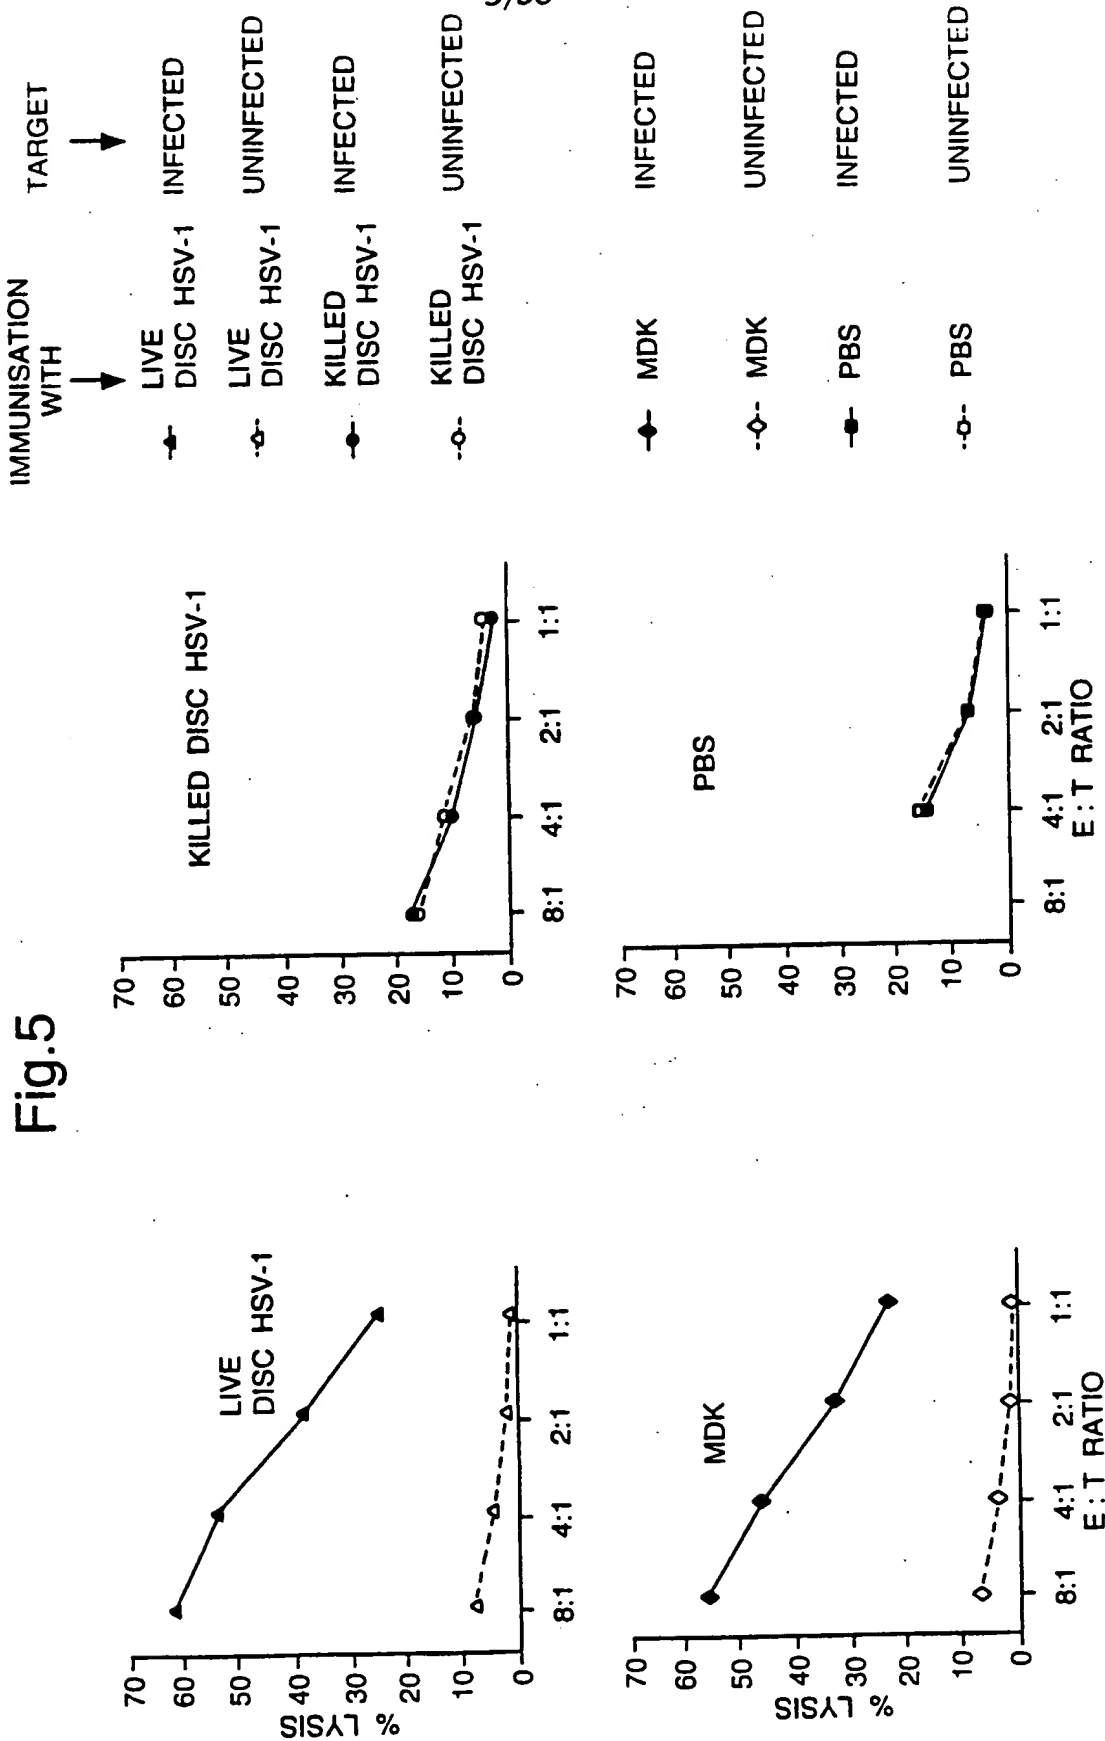 Fig.5
LIVE
DISC HSV-1
% LYSIS
70
60
50
40
30
20
10
0
8:1
4:1
2:1
1:1
KILLED DISC HSV-1
70
60
50
40
30
20
10
0
8:1
4:1
2:1
1:1
MDK
% LYSIS
70
60
50
40
30
20
10
0
8:1
4:1
2:1
1:1
E : T RATIO
PBS
70
60
50
40
30
20
10
0
8:1
4:1
2:1
1:1
E : T RATIO
IMMUNISATION
WITH
TARGET
LIVE
DISC HSV-1
INFECTED
LIVE
DISC HSV-1
UNINFECTED
KILLED
DISC HSV-1
INFECTED
KILLED
DISC HSV-1
UNINFECTED
MDK
INFECTED
MDK
UNINFECTED
PBS
INFECTED
PBS
UNINFECTED